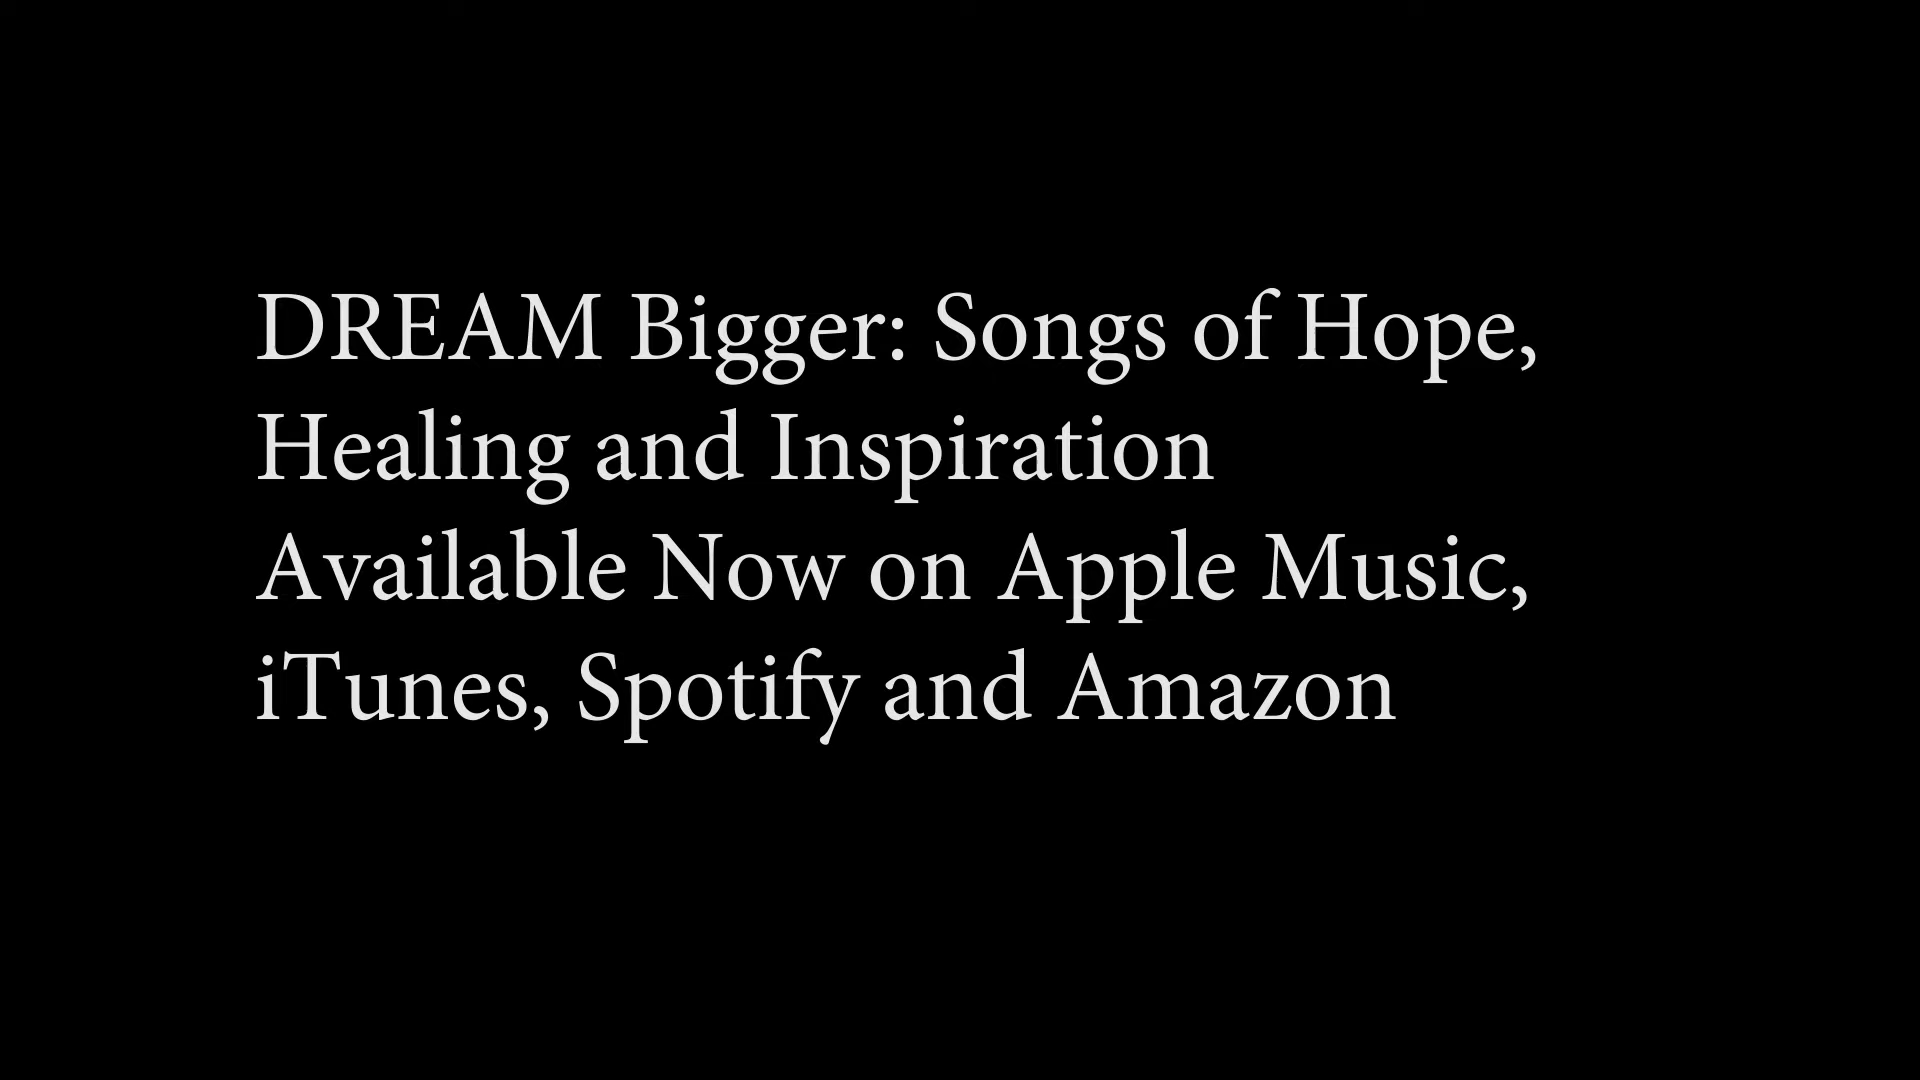 DREAM Bigger: Songs of Hope,
Healing and Inspiration
Available Now on Apple Music,
iTunes, Spotify and Amazon